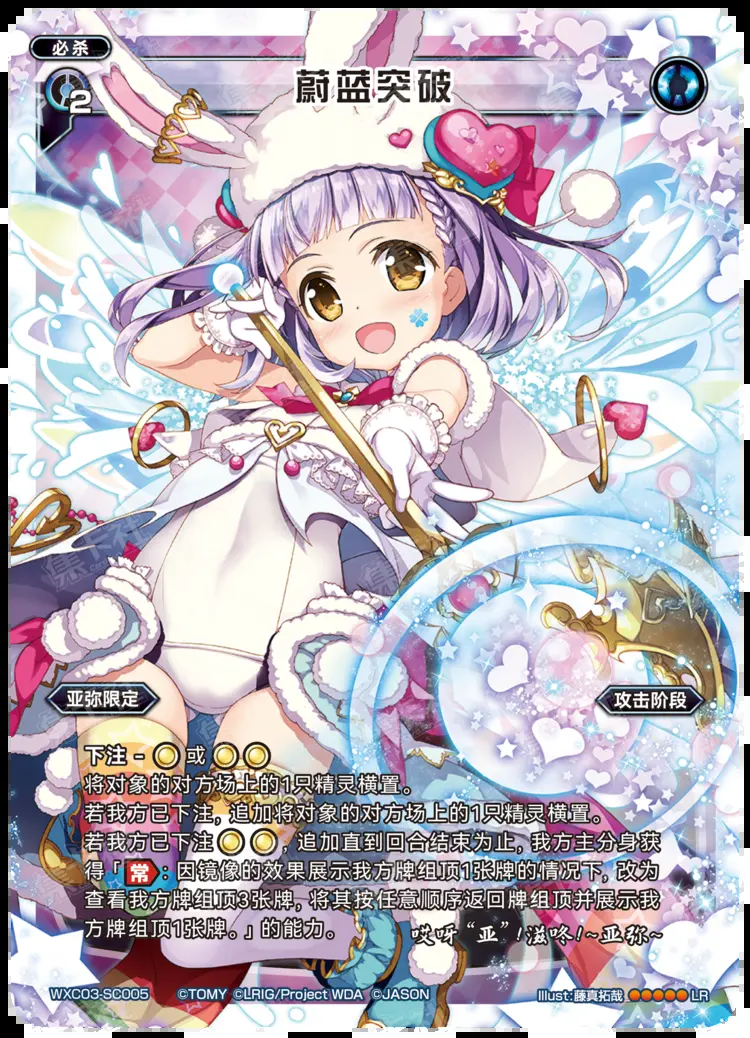 必杀
2
蔚蓝突破
亚弥限定
攻击阶段
下注 - 或
将对象的对方场上的1只精灵横置。
若我方已下注，追加将对象的对方场上的1只精灵横置。
若我方已下注，追加直到回合结束为止，我方主分身获
得「常：因镜像的效果展示我方牌组顶1张牌的情况下，改为
查看我方牌组顶3张牌，将其按任意顺序返回牌组顶并展示我
方牌组顶1张牌。」的能力。
哎呀“亚”！滋咚！~亚弥~
WXC03-SC005 ©TOMY ©LRIG/Project WDA ©JASON Illust:藤真拓哉 LR
集卡社